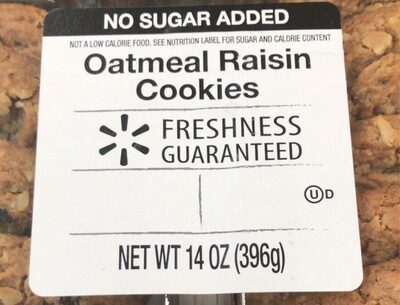 NO SUGAR ADDED
NOT A LOW CALORIE FOOD. SEE NUTRITION LABEL FOR SUGAR AND CALORIE CONTENT
Oatmeal Raisin
Cookies
FRESHNESS
GUARANTEED
U D
NET WT 14 OZ (396g)